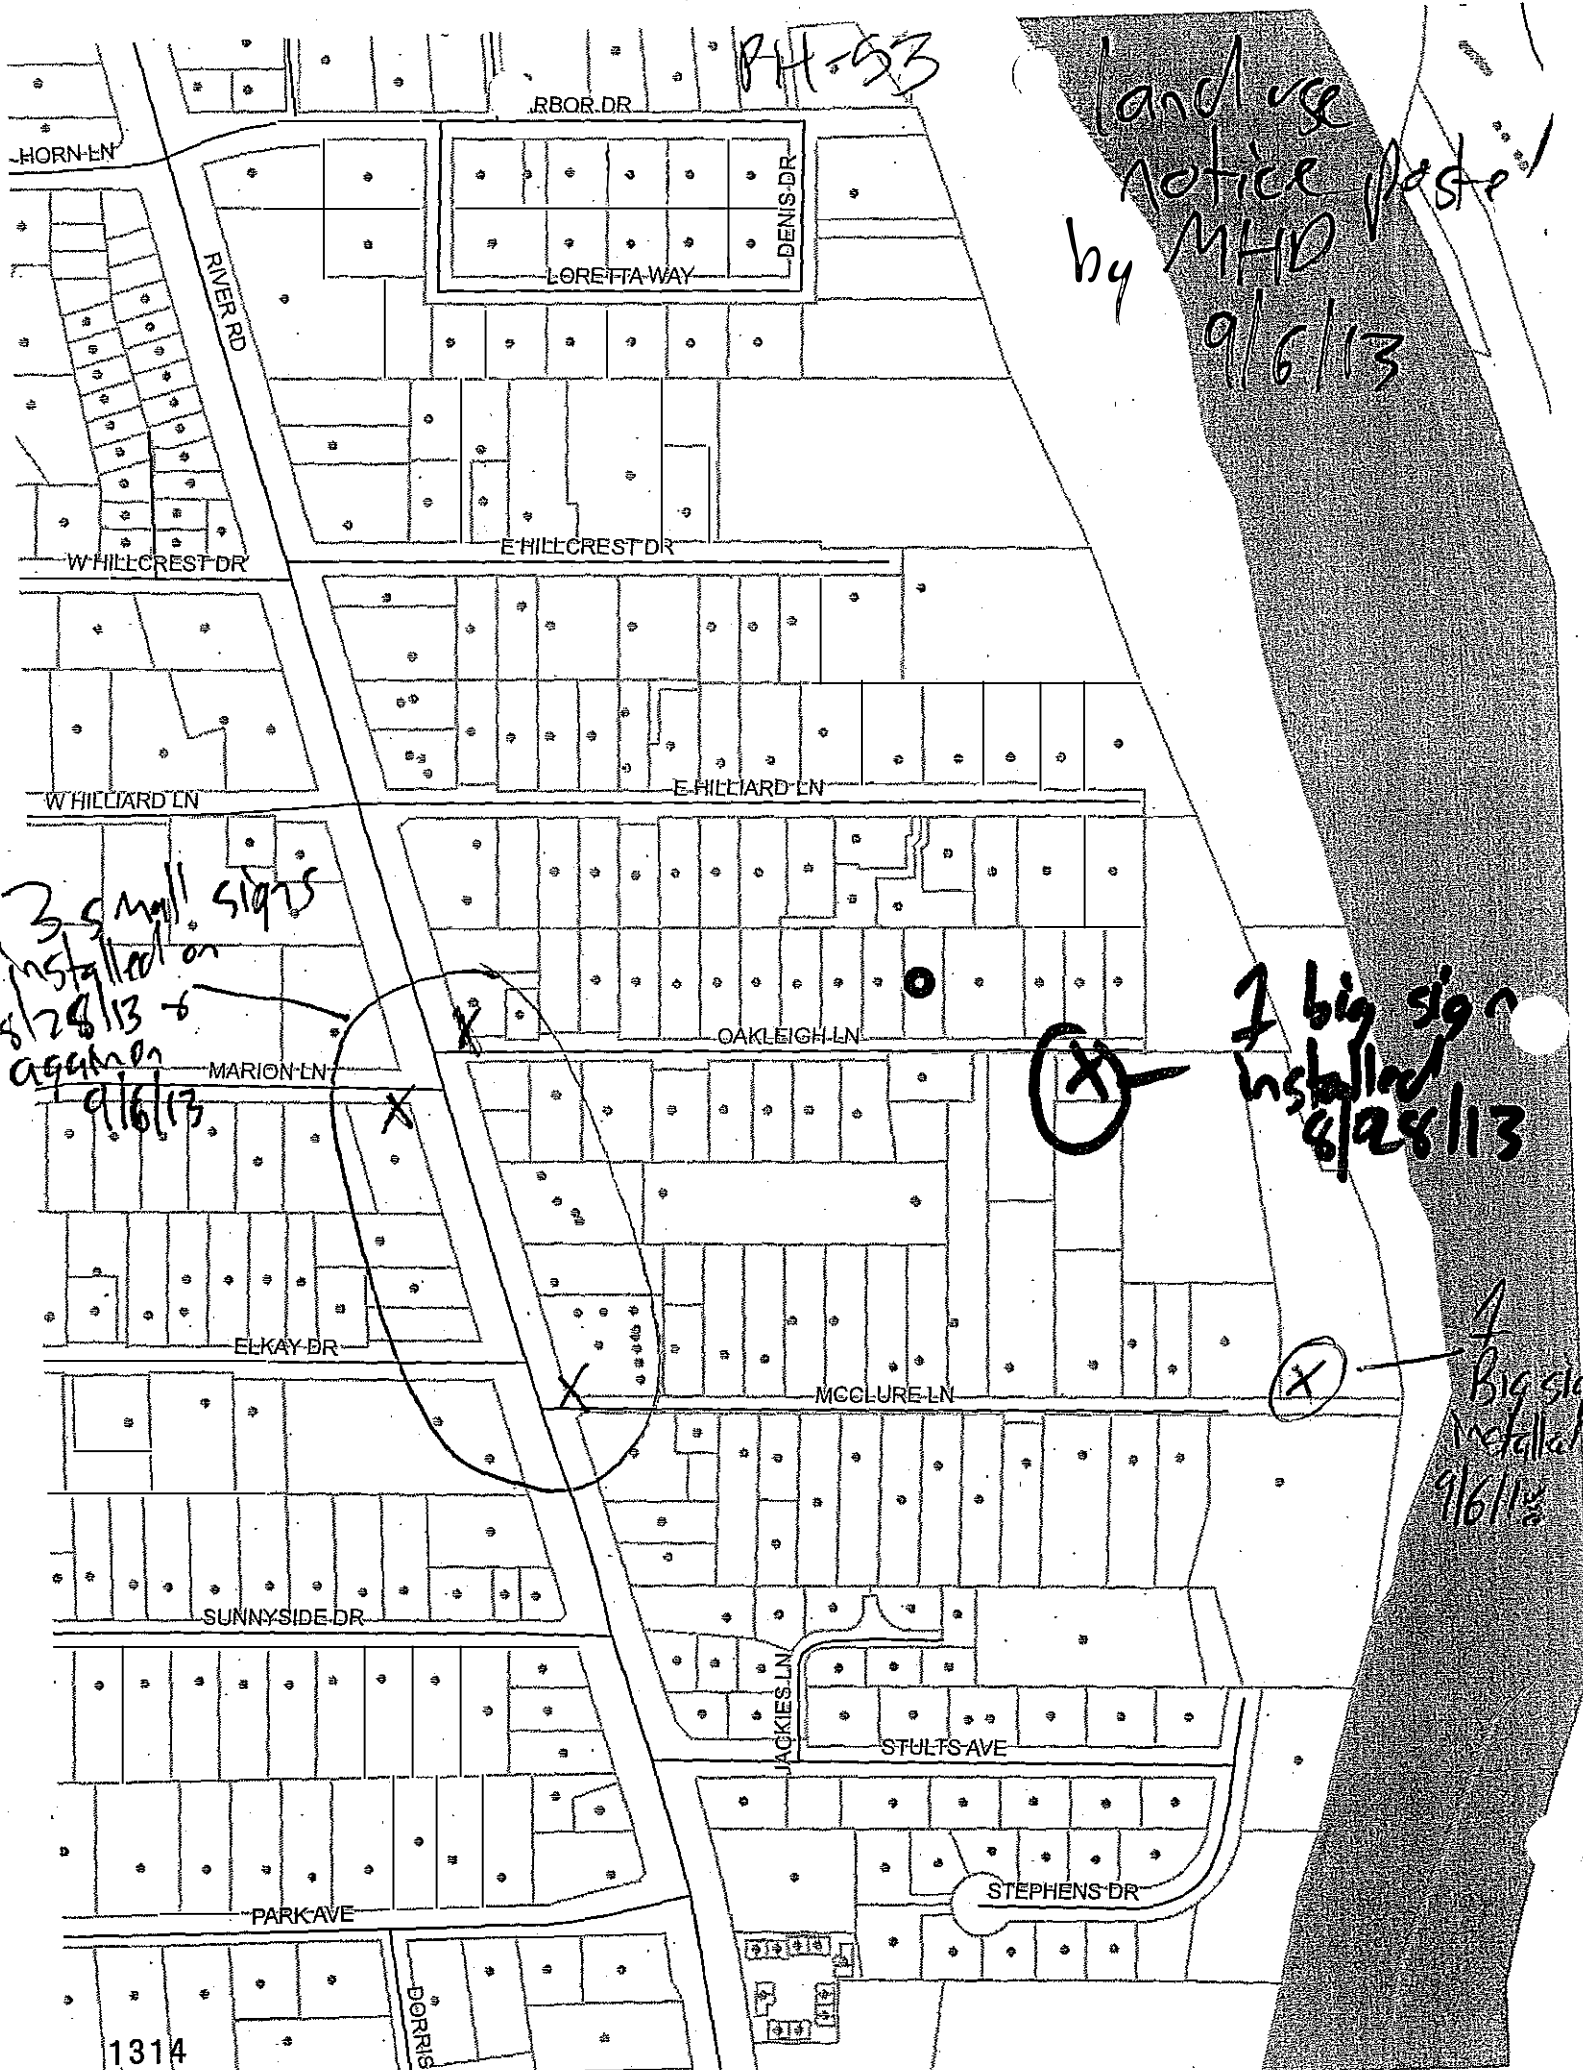 PH-53
land use
notice poste
by MHD
9/6/13
RBOR DR
HORN LN
DENIS DR
LORETTA WAY
RIVER RD
E HILLCREST DR
W HILLCREST DR
W HILLIARD LN
E HILLIARD LN
3 small signs
installed on
8/28/13 &
again on
9/6/13
X
OAKLEIGH LN
X
1 big sign
installed
8/28/13
MARION LN
X
ELKAY DR
X
MCCLURE LN
X
1
Big sig
installed
9/6/13
SUNNYSIDE DR
JACKIES LN
STULTS AVE
STEPHENS DR
PARK AVE
DORRIS
1314